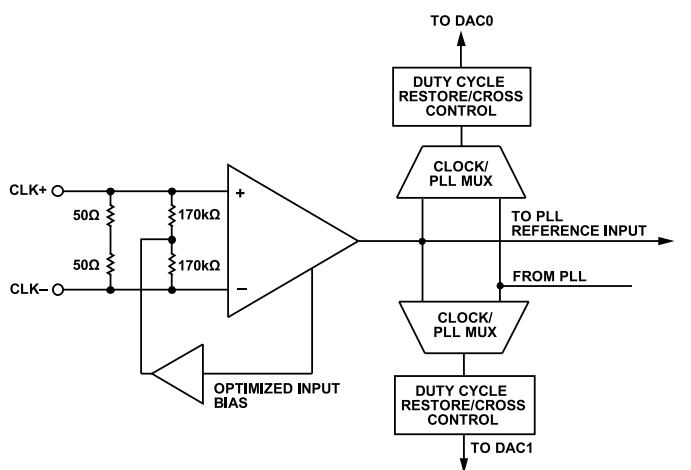 TO DAC0
DUTY CYCLE
RESTORE/CROSS
CONTROL
CLOCK/
PLL MUX
CLK+
+
50Ω
170kΩ
TO PLL
REFERENCE INPUT
50Ω
170kΩ
FROM PLL
CLK–
–
CLOCK/
PLL MUX
OPTIMIZED INPUT
BIAS
DUTY CYCLE
RESTORE/CROSS
CONTROL
TO DAC1